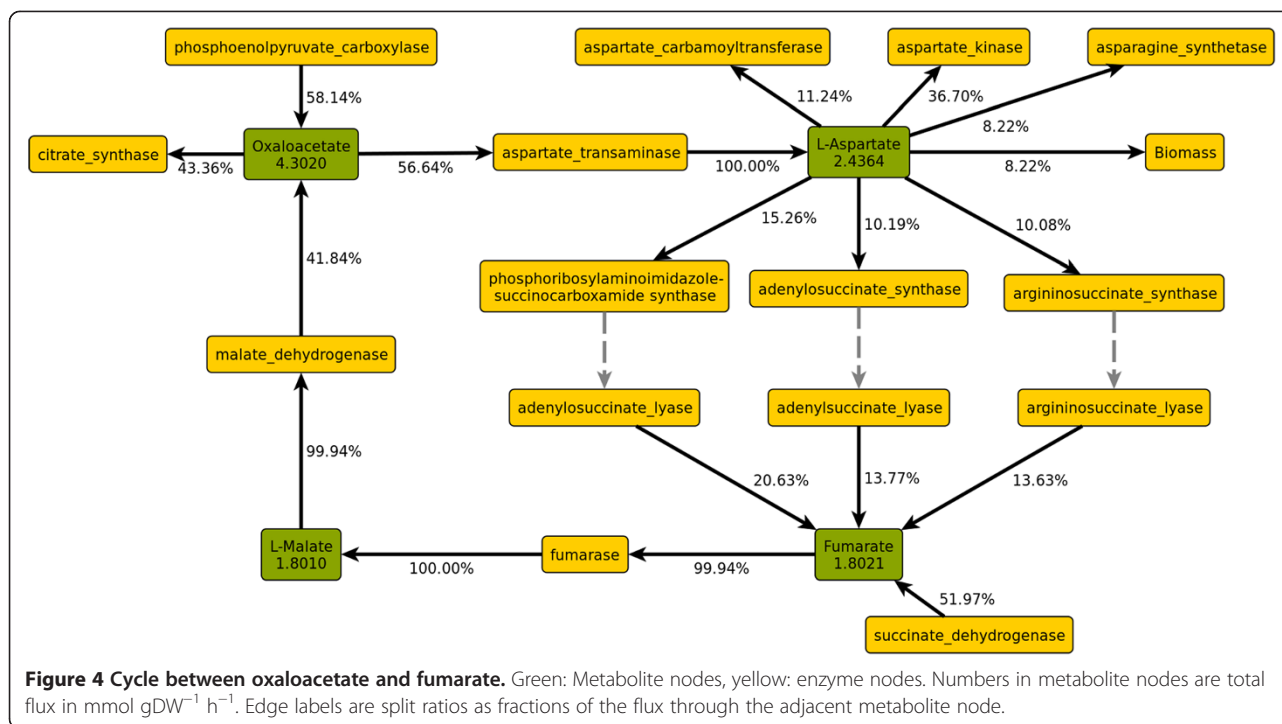 phosphoenolpyruvate_carboxylase
aspartate_carbamoyltransferase
aspartate_kinase
asparagine_synthetase
58.14%
11.24%
36.70%
8.22%
citrate_synthase
43.36%
Oxaloacetate
4.3020
56.64%
aspartate_transaminase
100.00%
L-Aspartate
2.4364
8.22%
Biomass
15.26%
10.19%
10.08%
41.84%
phosphoribosylaminoimidazole-
succinocarboxamide synthase
adenylosuccinate_synthase
argininosuccinate_synthase
malate_dehydrogenase
adenylosuccinate_lyase
adenylsuccinate_lyase
argininosuccinate_lyase
99.94%
20.63%
13.77%
13.63%
L-Malate
1.8010
100.00%
fumarase
99.94%
Fumarate
1.8021
51.97%
succinate_dehydrogenase
Figure 4 Cycle between oxaloacetate and fumarate. Green: Metabolite nodes, yellow: enzyme nodes. Numbers in metabolite nodes are total
flux in mmol gDW⁻¹ h⁻¹. Edge labels are split ratios as fractions of the flux through the adjacent metabolite node.